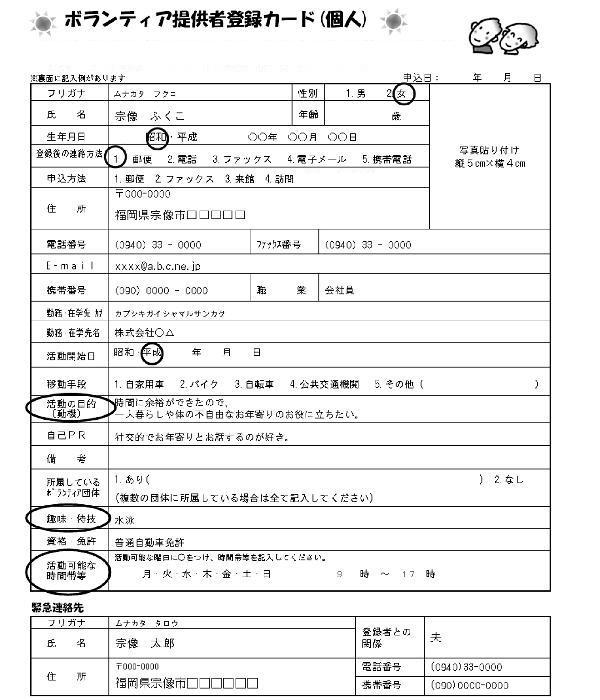 ボランティア提供者登録カード(個人)
※裏面に記入例があります
申込日: 年 月 日
フリガナ ムナカタ フクコ 性別 1.男 2.女
氏 名 宗像 ふくこ 年齢 歳
生年月日 昭和・平成 ○○年 ○○月 ○○日
写真貼り付け
縦5cm×横4cm
登録後の連絡方法 1.郵便 2.電話 3.ファックス 4.電子メール 5.携帯電話
申込方法 1.郵便 2.ファックス 3.来館 4.訪問
住 所 〒000-0000
福岡県宗像市□□□□□
電話番号 (0940)33-0000 ファックス番号 (0940)33-0000
E-mail xxxx@a.b.c.ne.jp
携帯番号 (090)0000-0000 職 業 会社員
勤務・在学先 カブシキガイシャマルサンカク
勤務・在学先名 株式会社○△
活動開始日 昭和・平成 年 月 日
移動手段 1.自家用車 2.バイク 3.自転車 4.公共交通機関 5.その他( )
活動の目的
(動機)
時間に余裕ができたので、
一人暮らしや体の不自由なお年寄りのお役に立ちたい。
自己PR 社交的でお年寄りとお話するのが好き。
備 考
所属している
ボランティア団体
1.あり( ) 2.なし
(複数の団体に所属している場合は全て記入してください)
趣味・特技 水泳
資格・免許 普通自動車免許
活動可能な
時間帯等
活動可能な曜日に○をつけ、時間帯等を記入してください。
月・火・水・木・金・土・日 9 時 ~ 17 時
緊急連絡先
フリガナ ムナカタ タロウ
氏 名 宗像 太郎
登録者との
関係
夫
住 所 〒000-0000
福岡県宗像市□□□□□□
電話番号 (0940)33-0000
携帯番号 (090)0000-0000